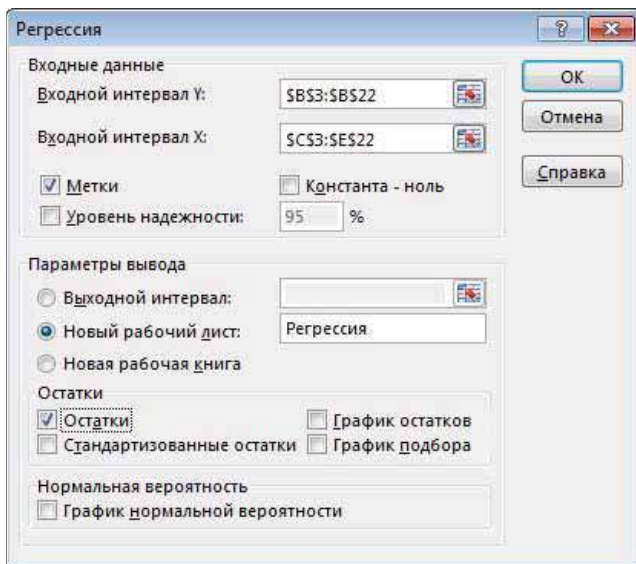 Регрессия
Входные данные
Входной интервал Y: $B$3:$B$22
Входной интервал X: $C$3:$E$22
Метки Константа - ноль
Уровень надежности: 95 %
OK
Отмена
Справка
Параметры вывода
Выходной интервал:
Новый рабочий лист: Регрессия
Новая рабочая книга
Остатки
Остатки График остатков
Стандартизованные остатки График подбора
Нормальная вероятность
График нормальной вероятности